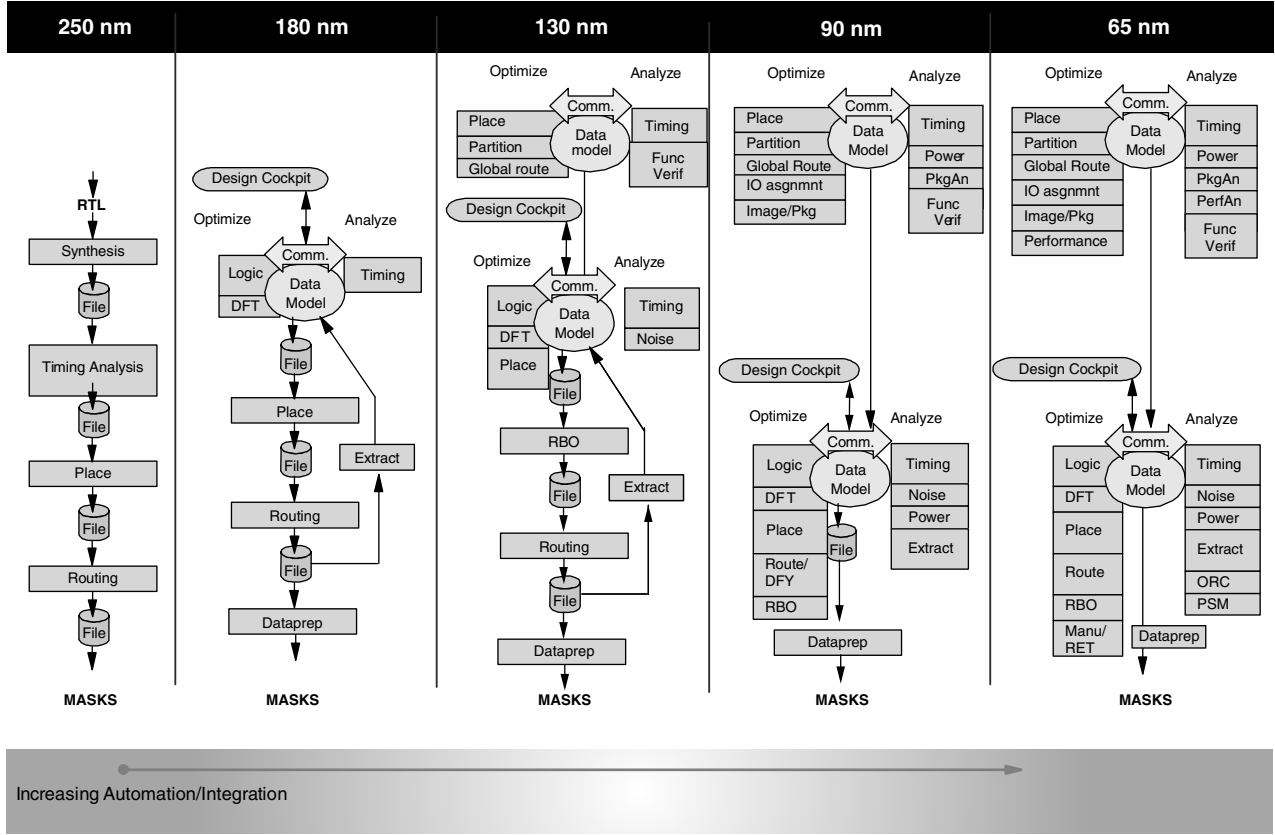 250 nm
180 nm
130 nm
90 nm
65 nm
RTL
Synthesis
File
Timing Analysis
File
Place
File
Routing
File
MASKS
Design Cockpit
Optimize
Analyze
Comm.
Logic
Data
Model
Timing
DFT
File
Place
File
Extract
Routing
File
Dataprep
MASKS
Optimize
Analyze
Comm.
Place
Data
model
Timing
Partition
Func
Verif
Global route
Design Cockpit
Optimize
Analyze
Comm.
Logic
Data
Model
Timing
DFT
Noise
Place
File
RBO
File
Extract
Routing
File
Dataprep
MASKS
Optimize
Analyze
Comm.
Place
Data
Model
Timing
Partition
Power
Global Route
PkgAn
IO asgnmnt
Func
Verif
Image/Pkg
Design Cockpit
Optimize
Analyze
Comm.
Logic
Data
Model
Timing
DFT
Noise
Place
Power
File
Extract
Route/
DFY
RBO
Dataprep
MASKS
Optimize
Analyze
Comm.
Place
Data
Model
Timing
Partition
Power
Global Route
PkgAn
IO asgnmnt
PerfAn
Image/Pkg
Func
Verif
Performance
Design Cockpit
Optimize
Analyze
Comm.
Logic
Data
Model
Timing
DFT
Noise
Place
Power
Extract
Route
ORC
RBO
PSM
Manu/
RET
Dataprep
MASKS
Increasing Automation/Integration